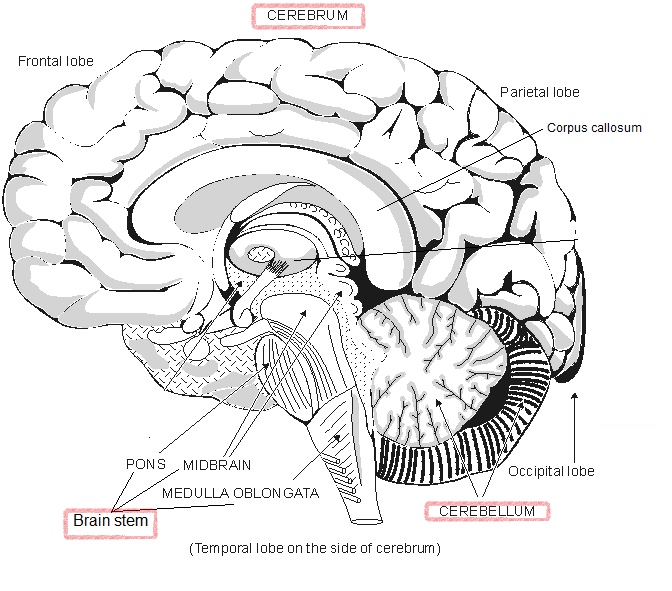 CEREBRUM
Frontal lobe
Parietal lobe
Corpus callosum
PONS
MIDBRAIN
Occipital lobe
MEDULLA OBLONGATA
CEREBELLUM
Brain stem
(Temporal lobe on the side of cerebrum)